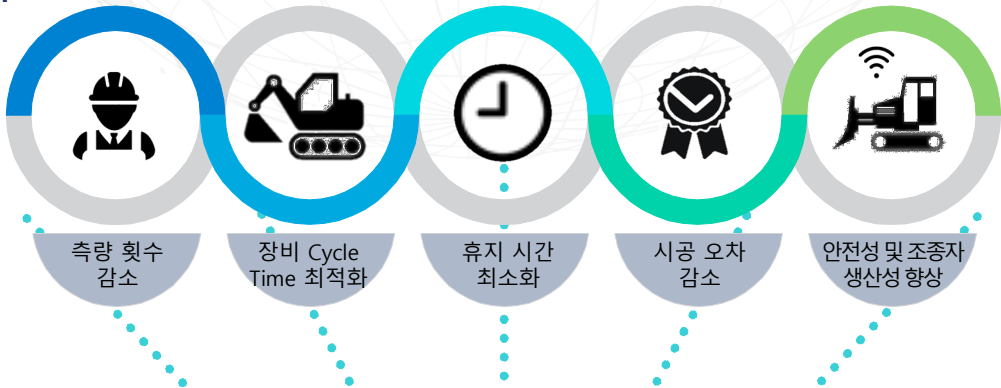 측량 횟수
감소
장비 Cycle
Time 최적화
휴지 시간
최소화
시공 오차
감소
안전성 및 조종자
생산성 향상